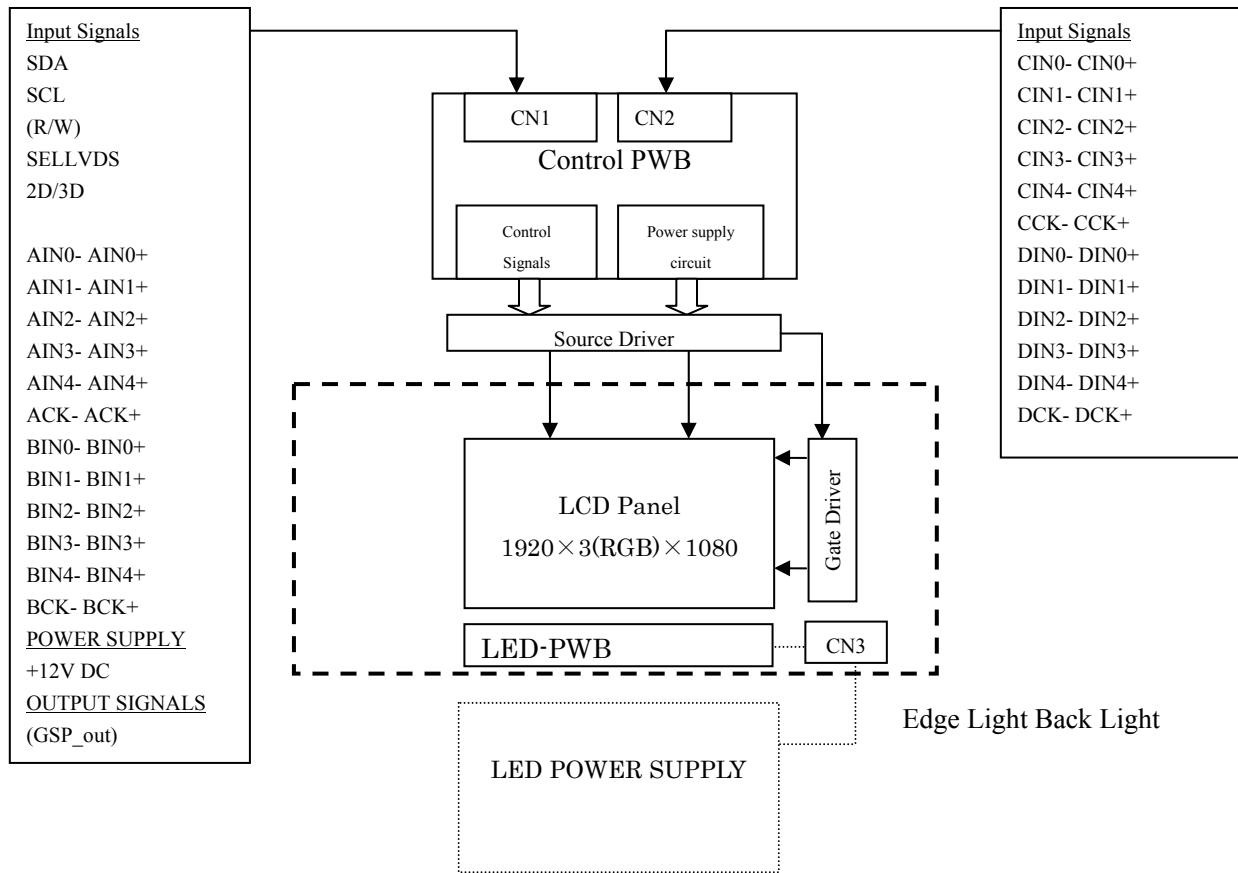 Input Signals
SDA
SCL
(R/W)
SELLVDS
2D/3D
AIN0- AIN0+
AIN1- AIN1+
AIN2- AIN2+
AIN3- AIN3+
AIN4- AIN4+
ACK- ACK+
BIN0- BIN0+
BIN1- BIN1+
BIN2- BIN2+
BIN3- BIN3+
BIN4- BIN4+
BCK- BCK+
POWER SUPPLY
+12V DC
OUTPUT SIGNALS
(GSP_out)
CN1
CN2
Control PWB
Control
Signals
Power supply
circuit
Source Driver
LCD Panel
1920×3(RGB)×1080
Gate Driver
LED-PWB
CN3
Edge Light Back Light
LED POWER SUPPLY
Input Signals
CIN0- CIN0+
CIN1- CIN1+
CIN2- CIN2+
CIN3- CIN3+
CIN4- CIN4+
CCK- CCK+
DIN0- DIN0+
DIN1- DIN1+
DIN2- DIN2+
DIN3- DIN3+
DIN4- DIN4+
DCK- DCK+